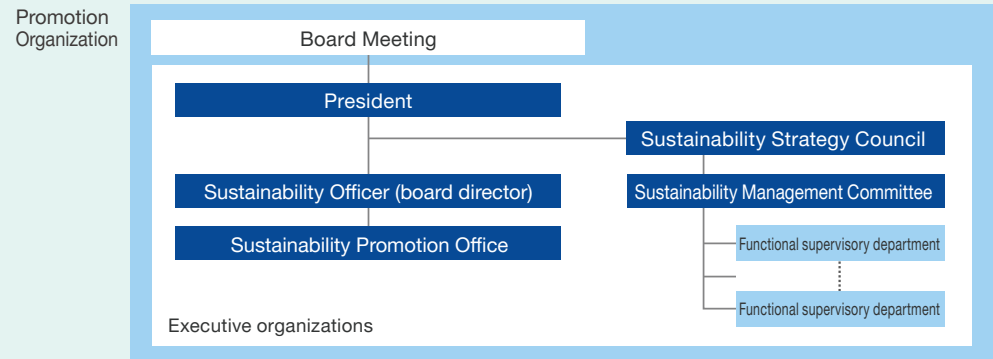 Promotion
Organization
Board Meeting
President
Sustainability Strategy Council
Sustainability Officer (board director)
Sustainability Management Committee
Sustainability Promotion Office
Functional supervisory department
Functional supervisory department
Executive organizations